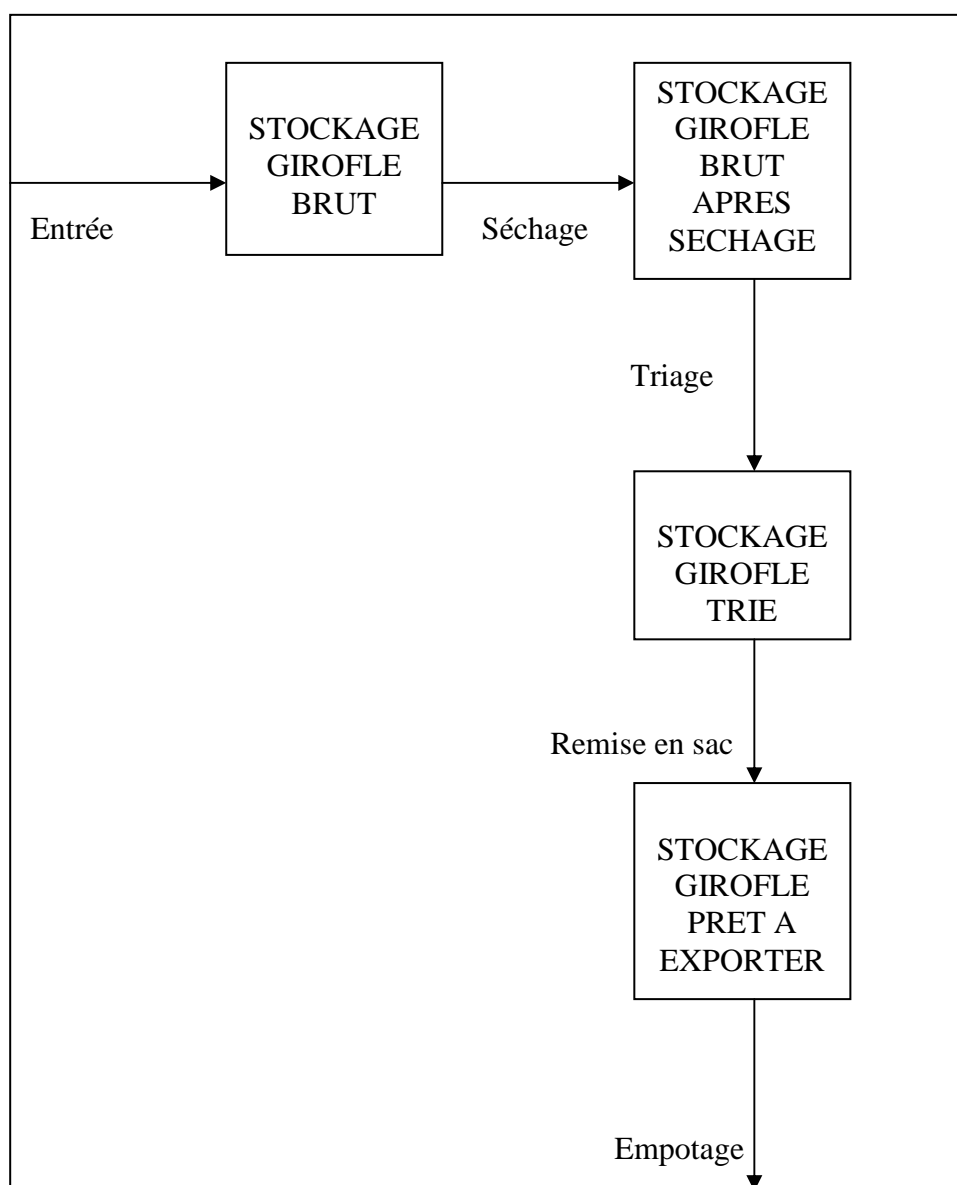 Entrée
STOCKAGE
GIROFLE
BRUT
Séchage
STOCKAGE
GIROFLE
BRUT
APRES
SECHAGE
Triage
STOCKAGE
GIROFLE
TRIE
Remise en sac
STOCKAGE
GIROFLE
PRET A
EXPORTER
Empotage